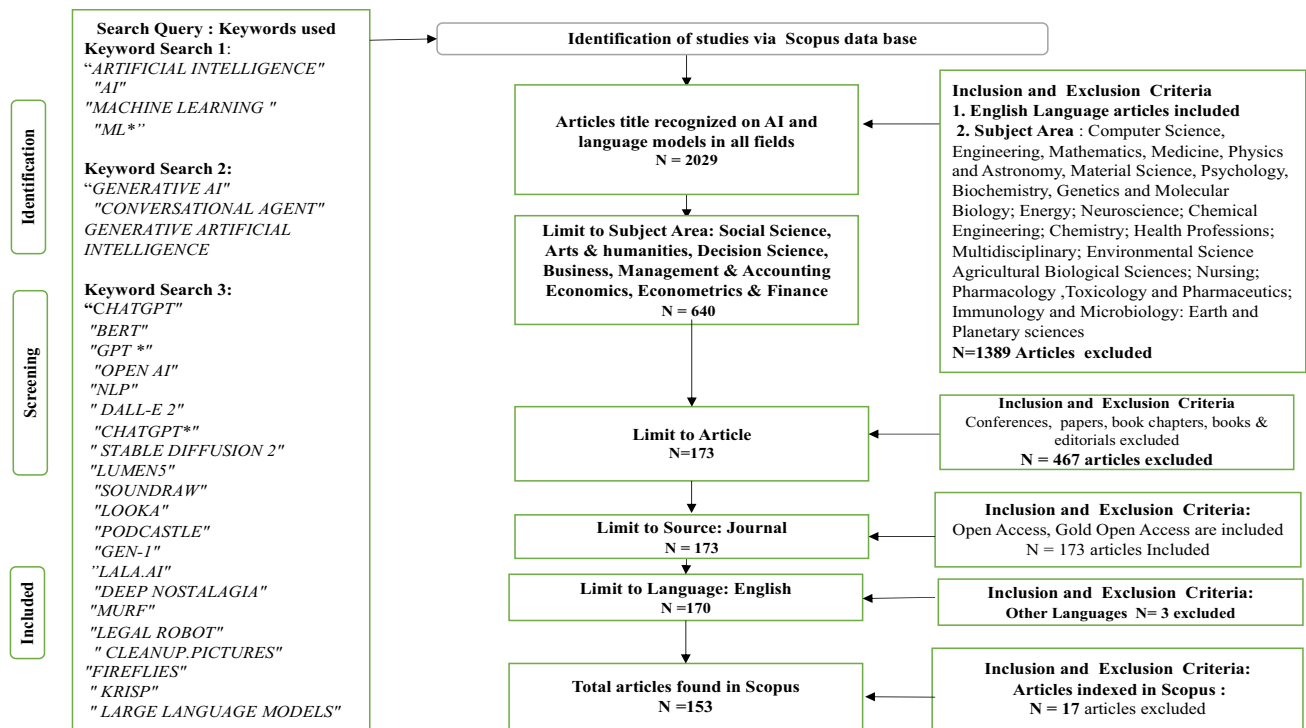 Search Query : Keywords used
Keyword Search 1:
“ARTIFICIAL INTELLIGENCE"
"AI"
"MACHINE LEARNING "
"ML*”
Keyword Search 2:
“GENERATIVE AI"
"CONVERSATIONAL AGENT"
GENERATIVE ARTIFICIAL
INTELLIGENCE
Keyword Search 3:
“CHATGPT"
"BERT"
"GPT *"
"OPEN AI"
"NLP"
" DALL-E 2"
"CHATGPT*"
" STABLE DIFFUSION 2"
"LUMEN5"
"SOUNDRAW"
"LOOKA"
"PODCASTLE"
"GEN-1"
”LALA.AI"
"DEEP NOSTALAGIA"
"MURF"
"LEGAL ROBOT"
" CLEANUP.PICTURES"
"FIREFLIES"
" KRISP"
" LARGE LANGUAGE MODELS"
Identification
Screening
Included
Identification of studies via Scopus data base
Articles title recognized on AI and
language models in all fields
N = 2029
Limit to Subject Area: Social Science,
Arts & humanities, Decision Science,
Business, Management & Accounting
Economics, Econometrics & Finance
N = 640
Limit to Article
N=173
Limit to Source: Journal
N = 173
Limit to Language: English
N =170
Total articles found in Scopus
N =153
Inclusion and Exclusion Criteria
1. English Language articles included
2. Subject Area : Computer Science,
Engineering, Mathematics, Medicine, Physics
and Astronomy, Material Science, Psychology,
Biochemistry, Genetics and Molecular
Biology; Energy; Neuroscience; Chemical
Engineering; Chemistry; Health Professions;
Multidisciplinary; Environmental Science
Agricultural Biological Sciences; Nursing;
Pharmacology ,Toxicology and Pharmaceutics;
Immunology and Microbiology: Earth and
Planetary sciences
N=1389 Articles excluded
Inclusion and Exclusion Criteria
Conferences, papers, book chapters, books &
editorials excluded
N = 467 articles excluded
Inclusion and Exclusion Criteria:
Open Access, Gold Open Access are included
N = 173 articles Included
Inclusion and Exclusion Criteria:
Other Languages N= 3 excluded
Inclusion and Exclusion Criteria:
Articles indexed in Scopus :
N = 17 articles excluded